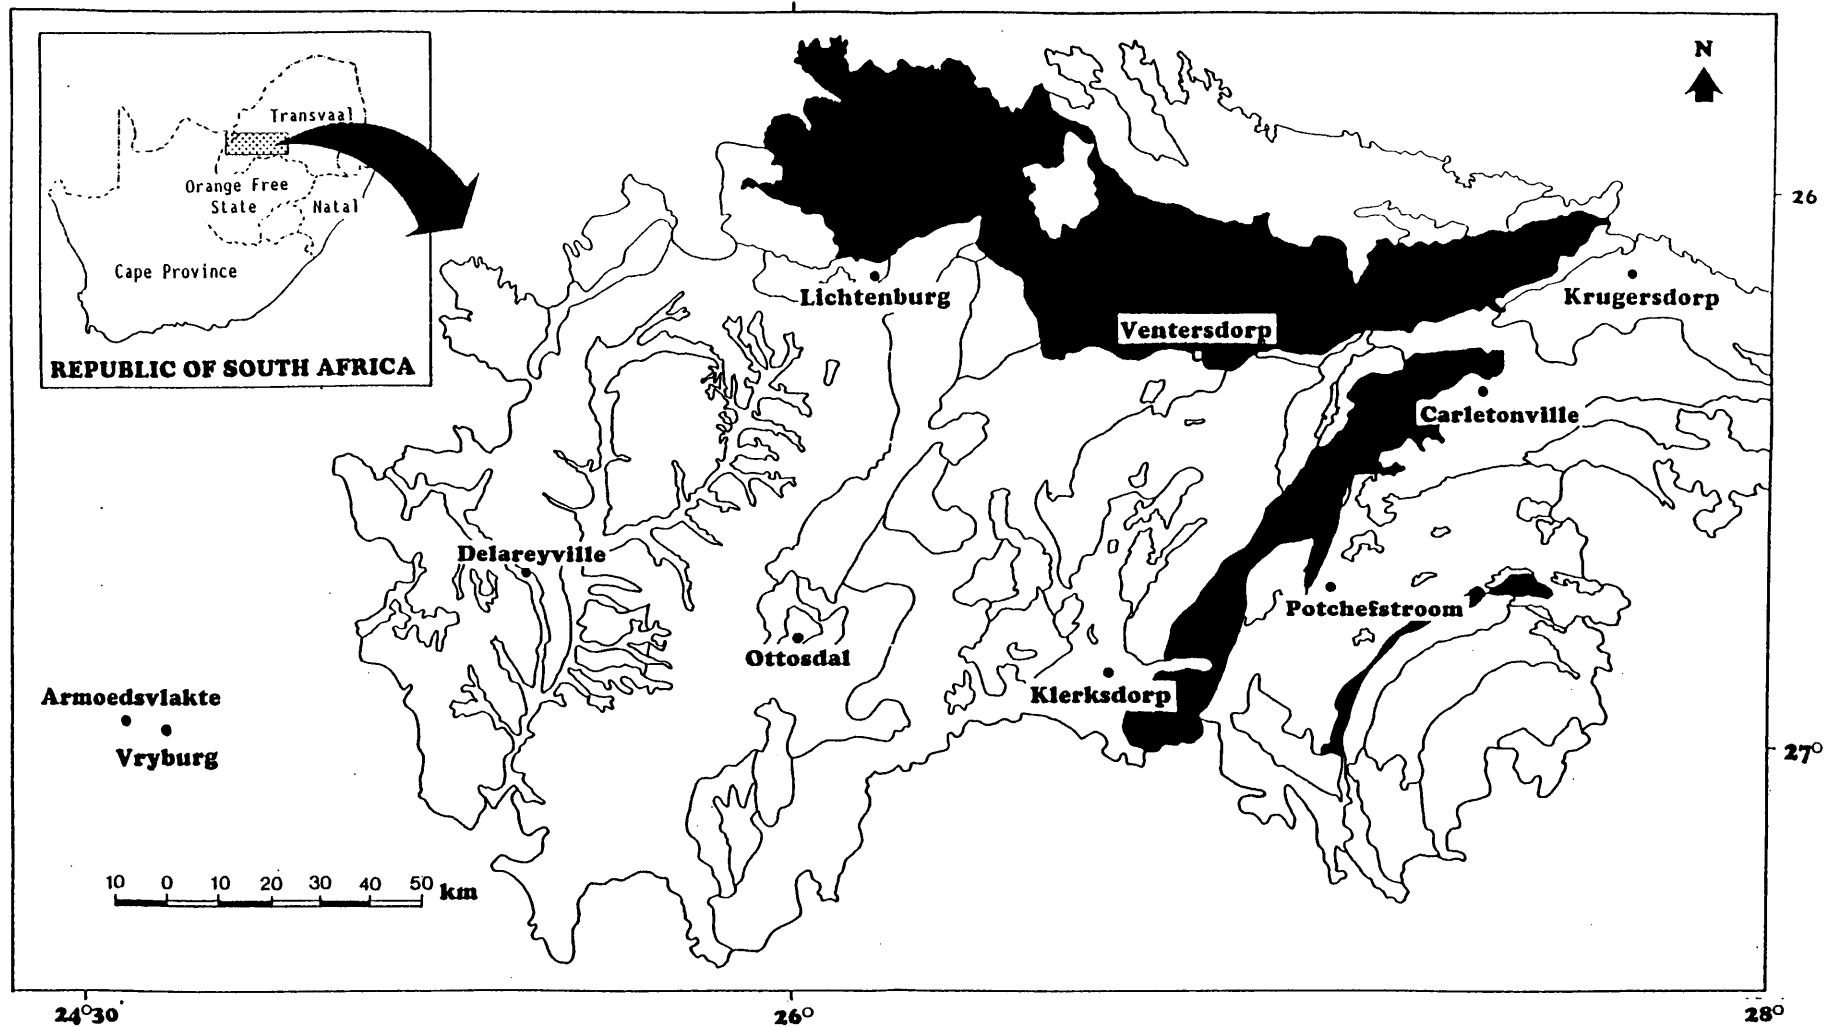 N
Transvaal
Orange Free
State
Natal
Cape Province
REPUBLIC OF SOUTH AFRICA
26
Lichtenburg
Krugersdorp
Ventersdorp
Carletonville
Delareyville
Potchefstroom
Ottosdal
Klerksdorp
Armoedsvlakte
Vryburg
27°
10 0 10 20 30 40 50 km
24°30'
26°
28°